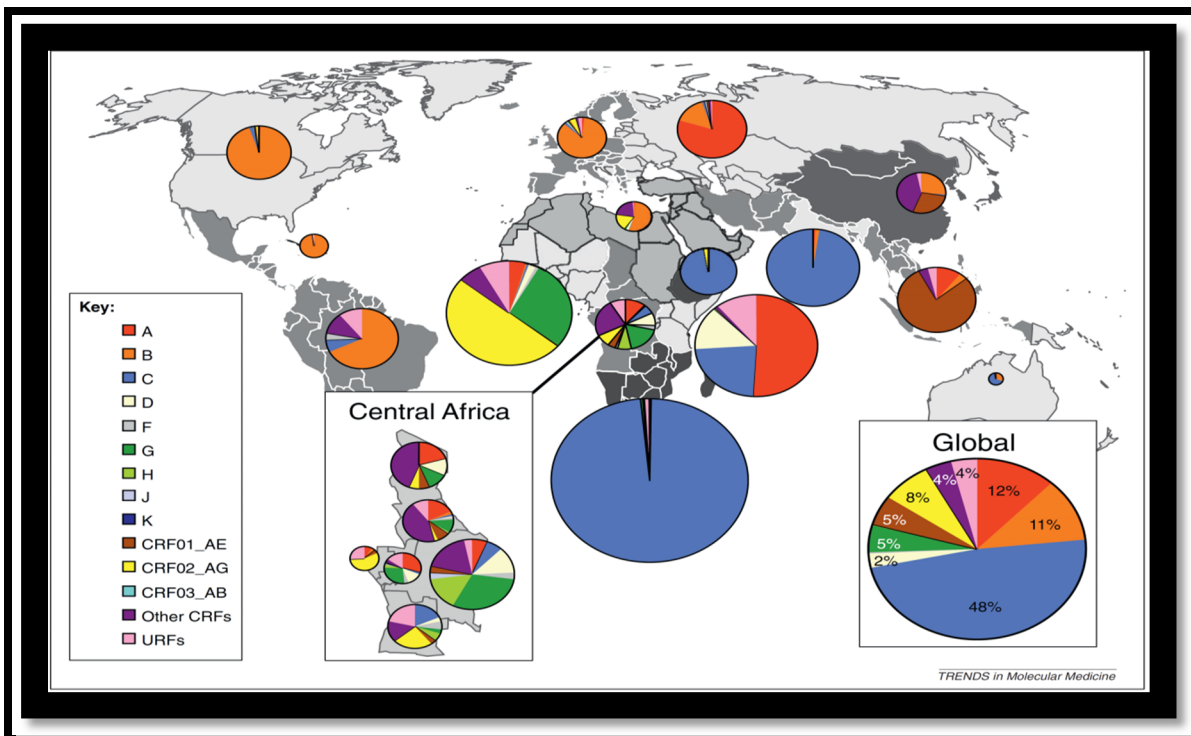 Key:
A
B
C
D
F
G
H
J
K
CRF01_AE
CRF02_AG
CRF03_AB
Other CRFs
URFs
Central Africa
Global
4%
4%
12%
8%
11%
5%
5%
2%
48%
TRENDS in Molecular Medicine